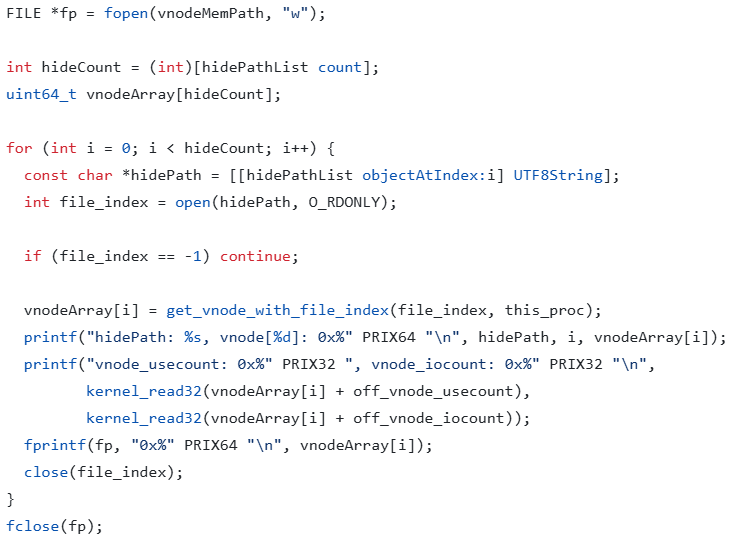 FILE *fp = fopen(vnodeMemPath, "w");

int hideCount = (int)[hidePathList count];
uint64_t vnodeArray[hideCount];

for (int i = 0; i < hideCount; i++) {
  const char *hidePath = [[hidePathList objectAtIndex:i] UTF8String];
  int file_index = open(hidePath, O_RDONLY);

  if (file_index == -1) continue;

  vnodeArray[i] = get_vnode_with_file_index(file_index, this_proc);
  printf("hidePath: %s, vnode[%d]: 0x%" PRIX64 "\n", hidePath, i, vnodeArray[i]);
  printf("vnode_usecount: 0x%" PRIX32 ", vnode_iocount: 0x%" PRIX32 "\n",
         kernel_read32(vnodeArray[i] + off_vnode_usecount),
         kernel_read32(vnodeArray[i] + off_vnode_iocount));
  fprintf(fp, "0x%" PRIX64 "\n", vnodeArray[i]);
  close(file_index);
}
fclose(fp);